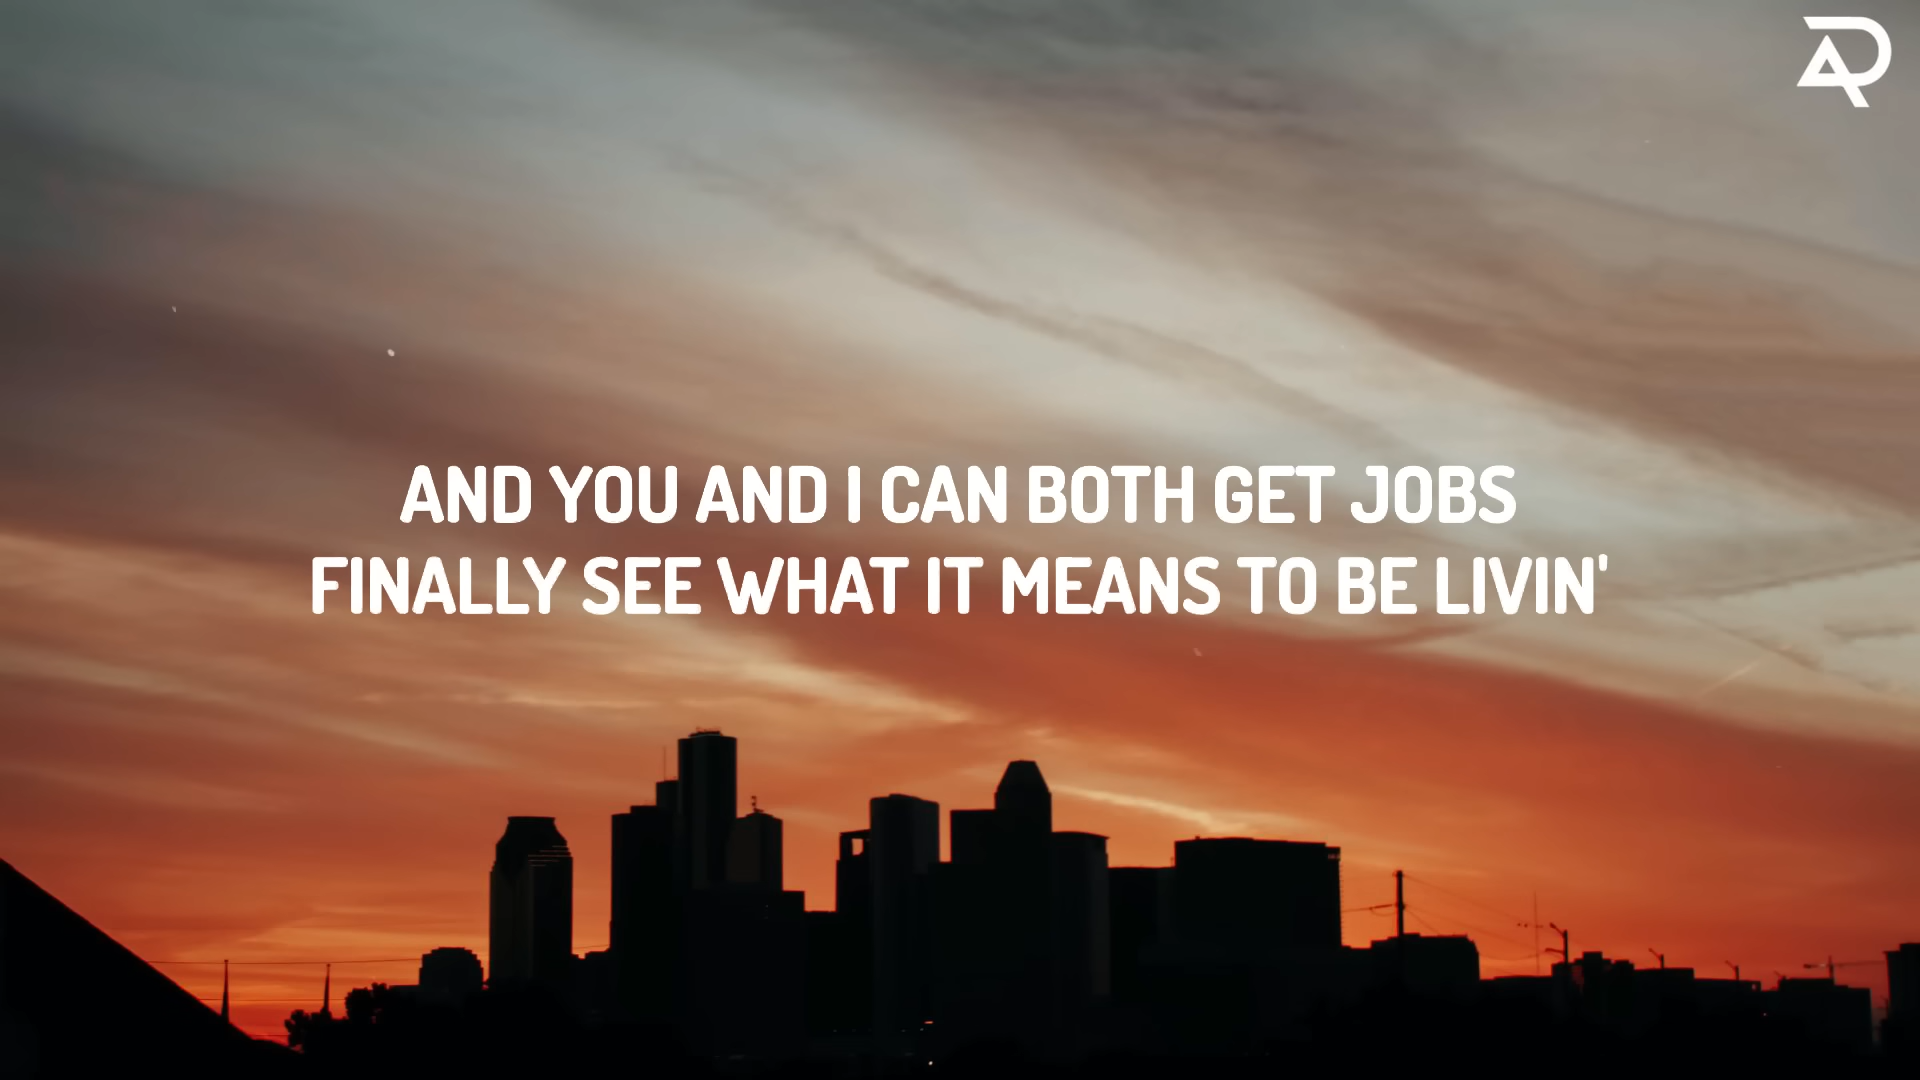 AND YOU AND I CAN BOTH GET JOBS
FINALLY SEE WHAT IT MEANS TO BE LIVIN'